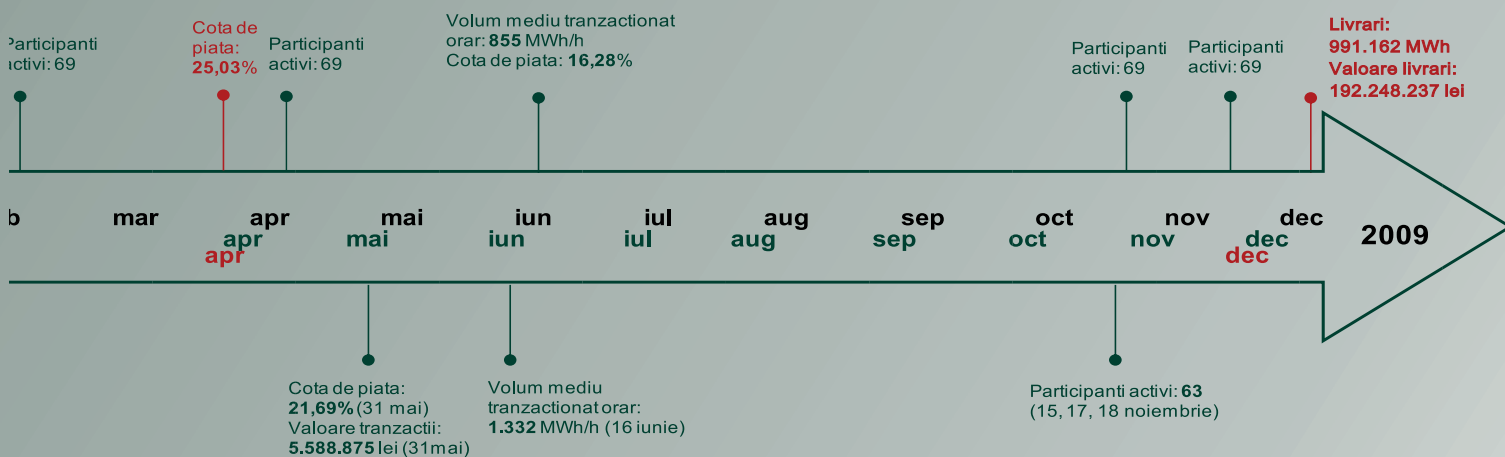 Participanti
activi: 69
Cota de
piata:
25,03%
Participanti
activi: 69
Volum mediu tranzactionat
orar: 855 MWh/h
Cota de piata: 16,28%
Participanti
activi: 69
Participanti
activi: 69
Livrari:
991.162 MWh
Valoare livrari:
192.248.237 lei
b mar apr mai iun iul aug sep oct nov dec
apr mai iun iul aug sep oct nov dec
apr dec
2009
Cota de piata:
21,69% (31 mai)
Valoare tranzactii:
5.588.875 lei (31mai)
Volum mediu
tranzactionat orar:
1.332 MWh/h (16 iunie)
Participanti activi: 63
(15, 17, 18 noiembrie)